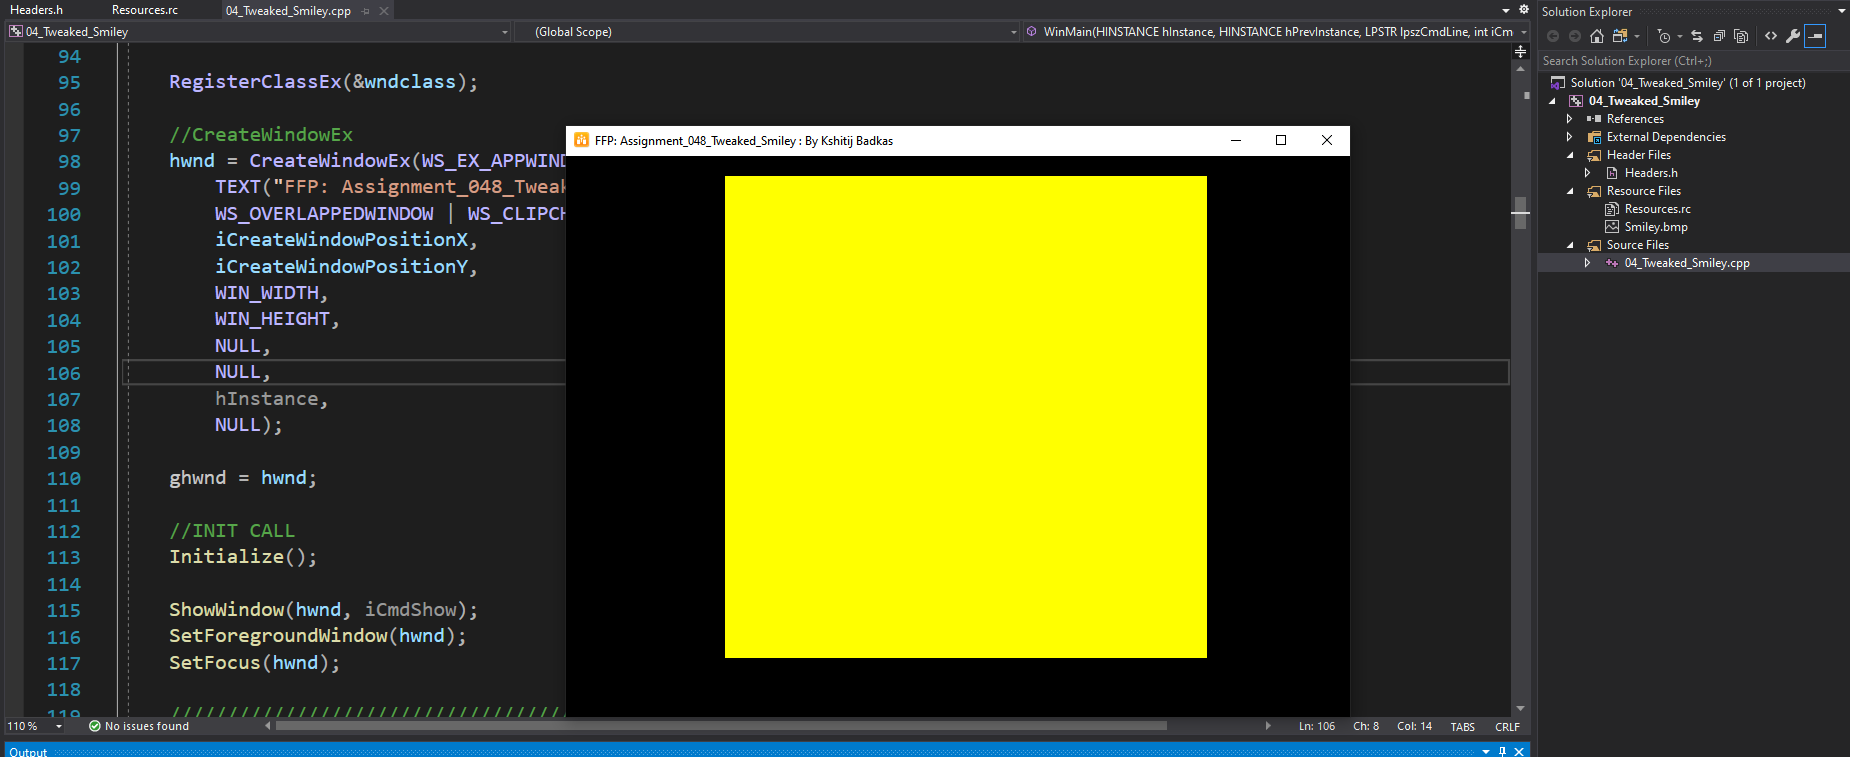 Headers.h
Resources.rc
04_Tweaked_Smiley.cpp
04_Tweaked_Smiley
(Global Scope)
WinMain(HINSTANCE hInstance, HINSTANCE hPrevInstance, LPSTR lpszCmdLine, int iCm
94
95 RegisterClassEx(&wndclass);
96
97 //CreateWindowEx
98 hwnd = CreateWindowEx(WS_EX_APPWIND
99 TEXT("FFP: Assignment_048_Tweak
100 WS_OVERLAPPEDWINDOW | WS_CLIPCH
101 iCreateWindowPositionX,
102 iCreateWindowPositionY,
103 WIN_WIDTH,
104 WIN_HEIGHT,
105 NULL,
106 NULL,
107 hInstance,
108 NULL);
109
110 ghwnd = hwnd;
111
112 //INIT CALL
113 Initialize();
114
115 ShowWindow(hwnd, iCmdShow);
116 SetForegroundWindow(hwnd);
117 SetFocus(hwnd);
118
119 //////////////////////////////////
FFP: Assignment_048_Tweaked_Smiley : By Kshitij Badkas
110 %
No issues found
Ln: 106 Ch: 8 Col: 14 TABS CRLF
Output
Solution Explorer
Search Solution Explorer (Ctrl+;)
Solution '04_Tweaked_Smiley' (1 of 1 project)
04_Tweaked_Smiley
References
External Dependencies
Header Files
Headers.h
Resource Files
Resources.rc
Smiley.bmp
Source Files
04_Tweaked_Smiley.cpp